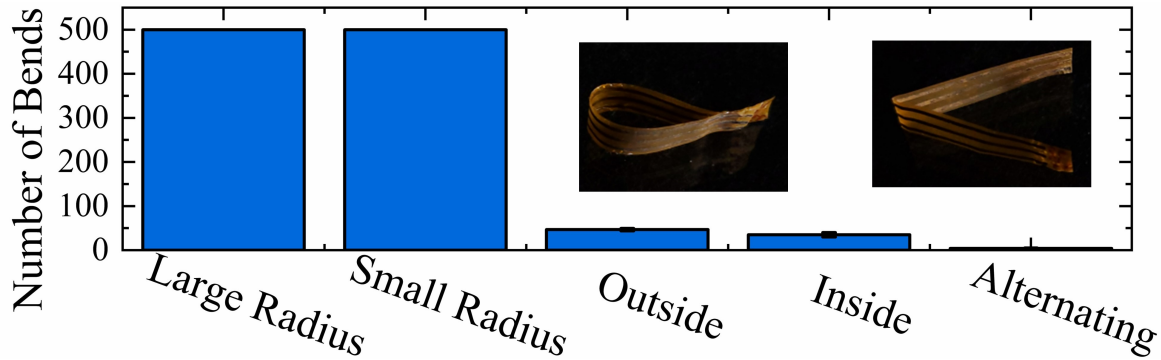 Number of Bends
500
400
300
200
100
0
Large Radius
Small Radius
Outside
Inside
Alternating